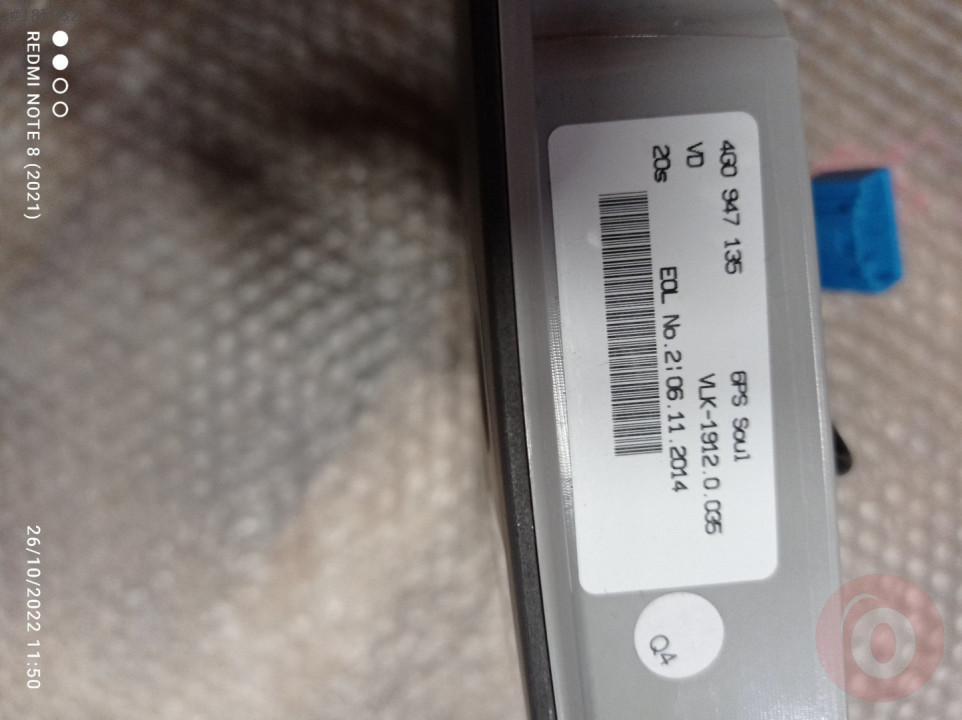 6PS Soul
4G0 947 135
VLK-1912.0.035
VD
EOL No.2|06.11.2014
20s
QA
REDMI NOTE 8 (2021)
26/10/2022 11:50